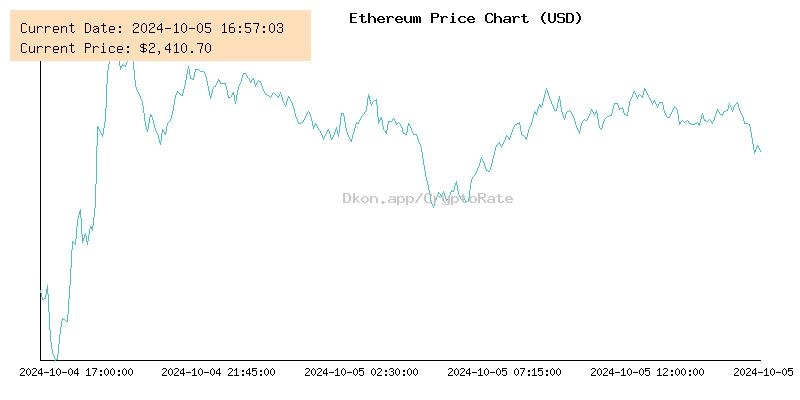 Ethereum Price Chart (USD)
Current Date: 2024-10-05 16:57:03
Current Price: $2,410.70
Dkon.app/CryptoRate
2024-10-04 17:00:00 2024-10-04 21:45:00 2024-10-05 02:30:00 2024-10-05 07:15:00 2024-10-05 12:00:00 2024-10-05